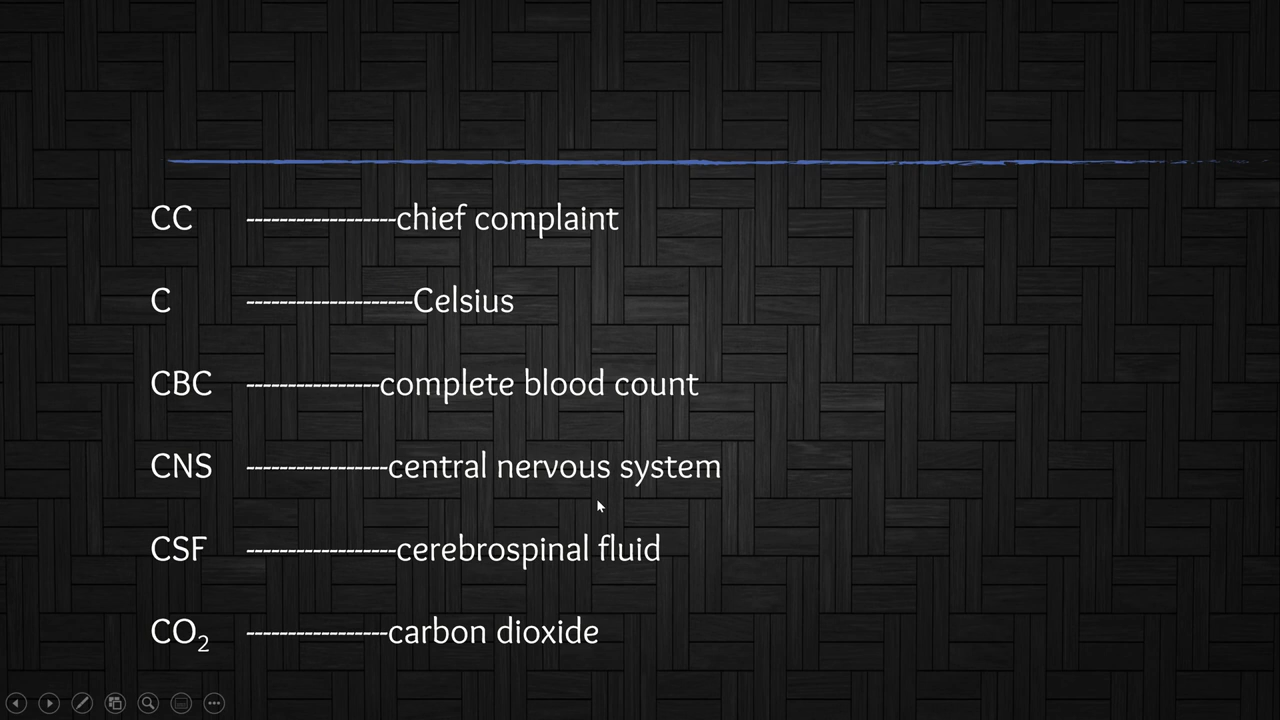 CC ------------------chief complaint
C --------------------Celsius
CBC ----------------complete blood count
CNS -----------------central nervous system
CSF ------------------cerebrospinal fluid
CO₂ -----------------carbon dioxide